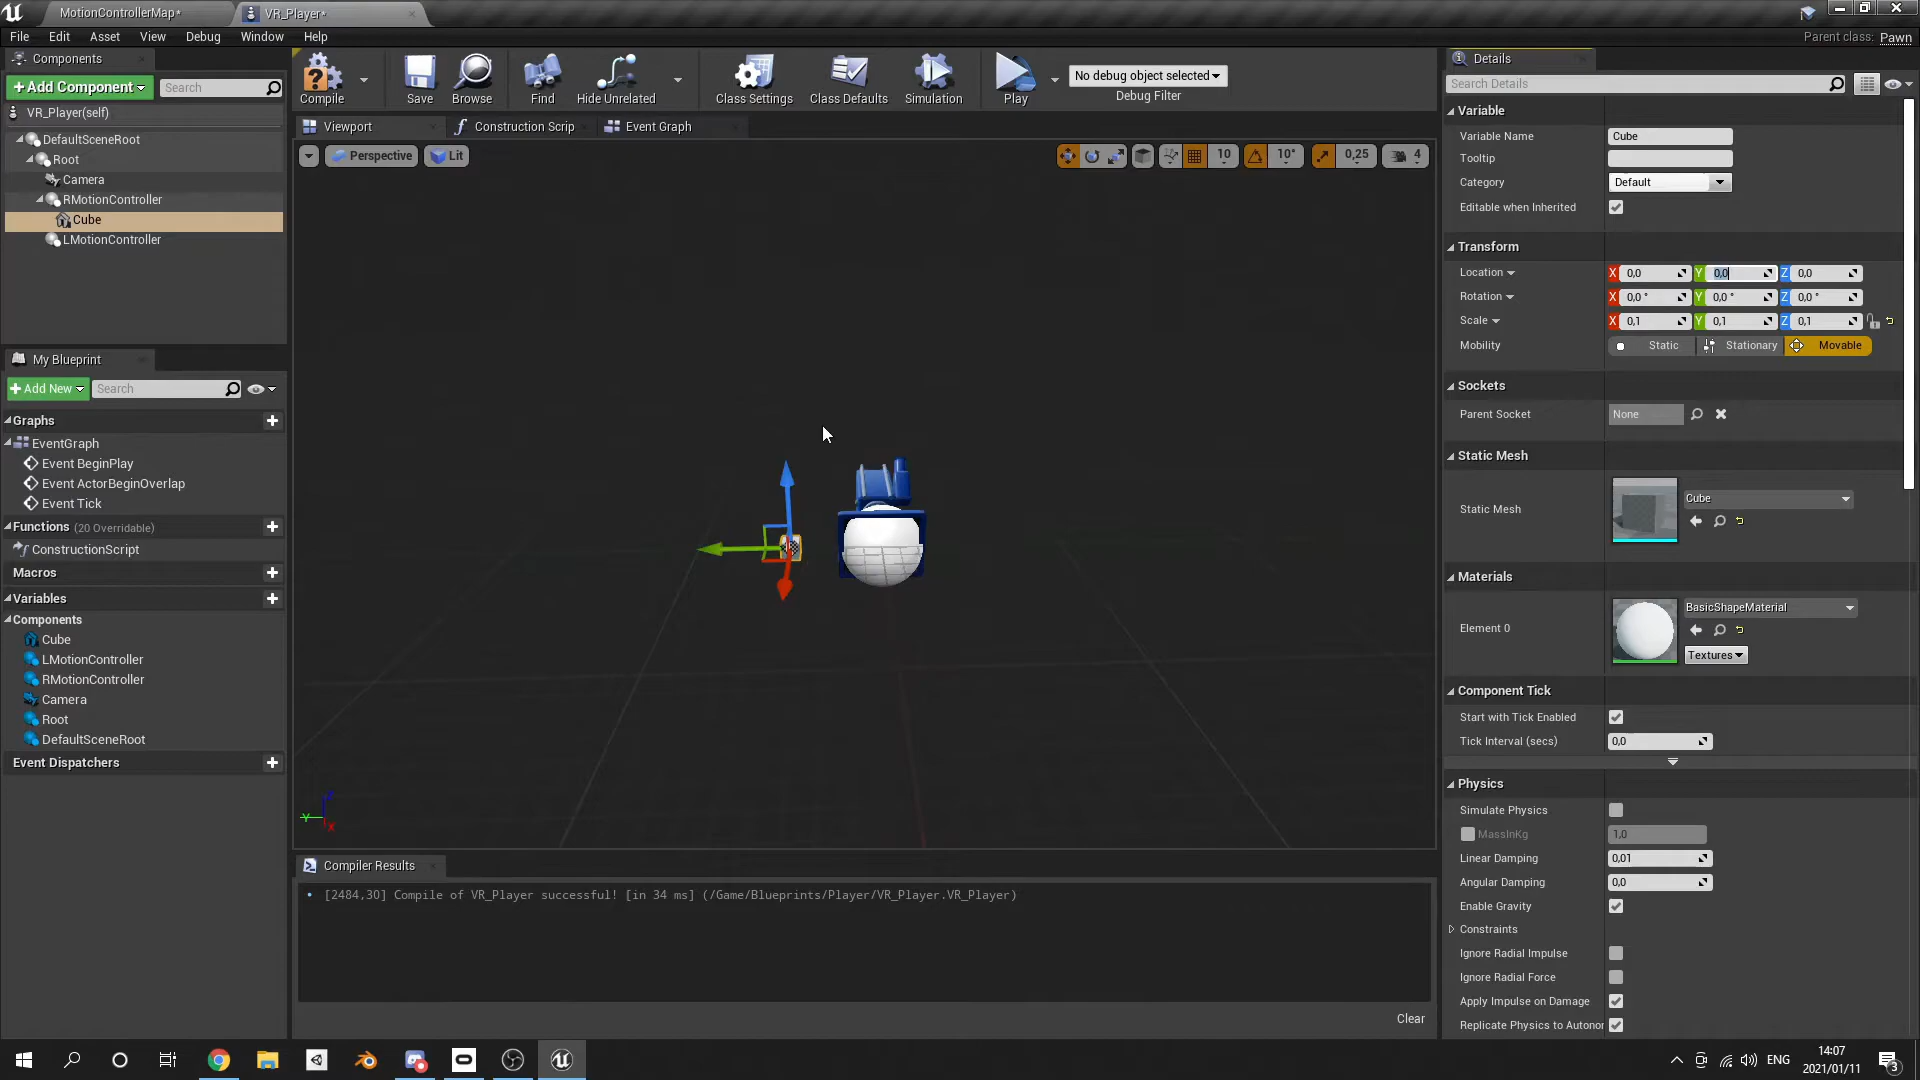 MotionControllerMap*
VR_Player*
File Edit Asset View Debug Window Help
Parent class: Pawn
Components
+Add Component
Search
VR_Player(self)
DefaultSceneRoot
Root
Camera
RMotionController
Cube
LMotionController
My Blueprint
+Add New
Search
Graphs
EventGraph
Event BeginPlay
Event ActorBeginOverlap
Event Tick
Functions (20 Overridable)
ConstructionScript
Macros
Variables
Components
Cube
LMotionController
RMotionController
Camera
Root
DefaultSceneRoot
Event Dispatchers
Compile
Save
Browse
Find
Hide Unrelated
Class Settings
Class Defaults
Simulation
Play
No debug object selected
Debug Filter
Viewport
Construction Scrip
Event Graph
Perspective
Lit
10
10°
0,25
4
Z
Y
X
Compiler Results
[2484,30] Compile of VR_Player successful! [in 34 ms] (/Game/Blueprints/Player/VR_Player.VR_Player)
Clear
Details
Search Details
Variable
Variable Name Cube
Tooltip
Category Default
Editable when Inherited
Transform
Location X 0,0 Y 0,0 Z 0,0
Rotation X 0,0 ° Y 0,0 ° Z 0,0 °
Scale X 0,1 Y 0,1 Z 0,1
Mobility Static Stationary Movable
Sockets
Parent Socket None
Static Mesh
Static Mesh Cube
Materials
Element 0 BasicShapeMaterial
Textures
Component Tick
Start with Tick Enabled
Tick Interval (secs) 0,0
Physics
Simulate Physics
MassInKg 1,0
Linear Damping 0,01
Angular Damping 0,0
Enable Gravity
Constraints
Ignore Radial Impulse
Ignore Radial Force
Apply Impulse on Damage
Replicate Physics to Autonor
ENG
14:07
2021/01/11
3